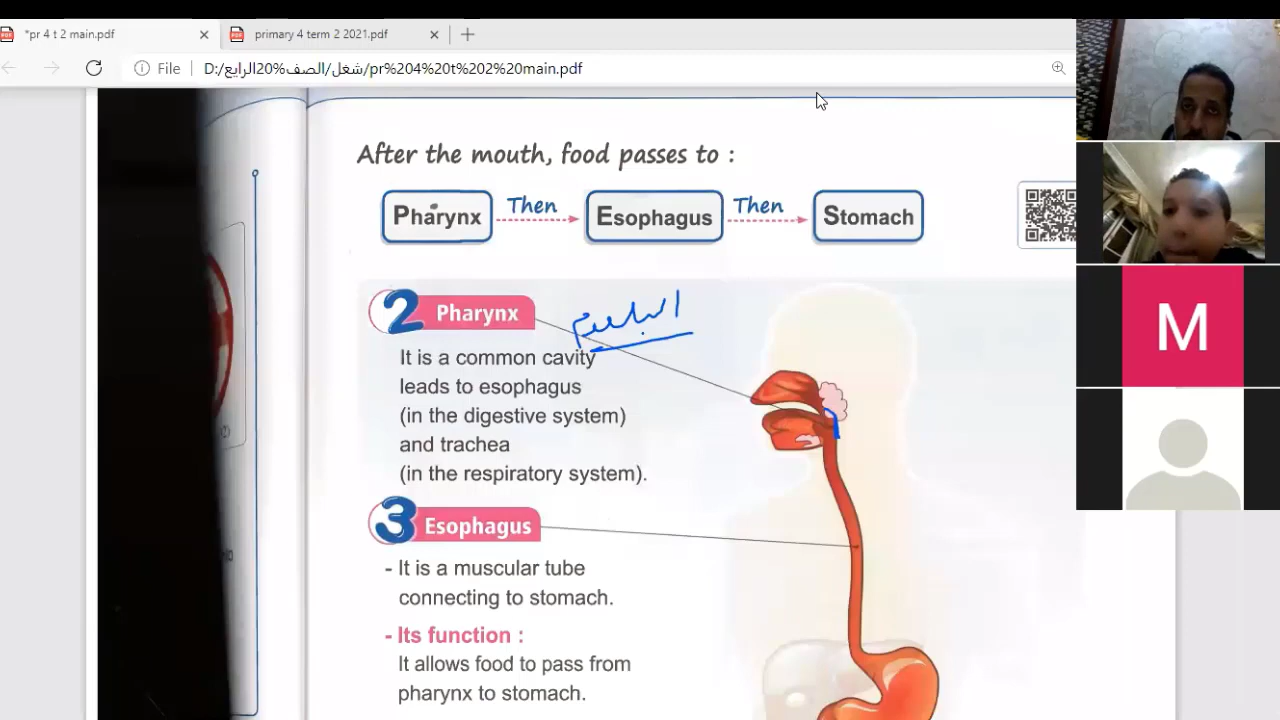 *pr 4 t 2 main.pdf
primary 4 term 2 2021.pdf
File D:/شغل/الصف%20الرابع/pr%204%20t%202%20main.pdf
After the mouth, food passes to :
Pharynx Then Esophagus Then Stomach
2 Pharynx
البلعوم
It is a common cavity
leads to esophagus
(in the digestive system)
and trachea
(in the respiratory system).
3 Esophagus
- It is a muscular tube
connecting to stomach.
- Its function :
It allows food to pass from
pharynx to stomach.
M